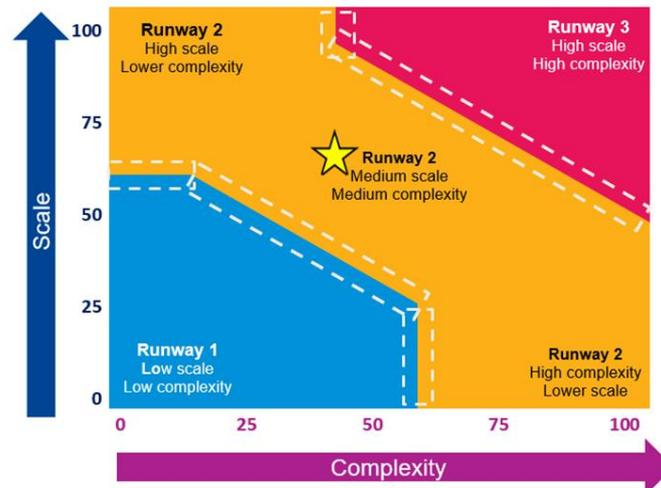 Scale
100
75
50
25
0
Runway 2
High scale
Lower complexity
Runway 3
High scale
High complexity
Runway 2
Medium scale
Medium complexity
Runway 1
Low scale
Low complexity
Runway 2
High complexity
Lower scale
0
25
50
75
100
Complexity